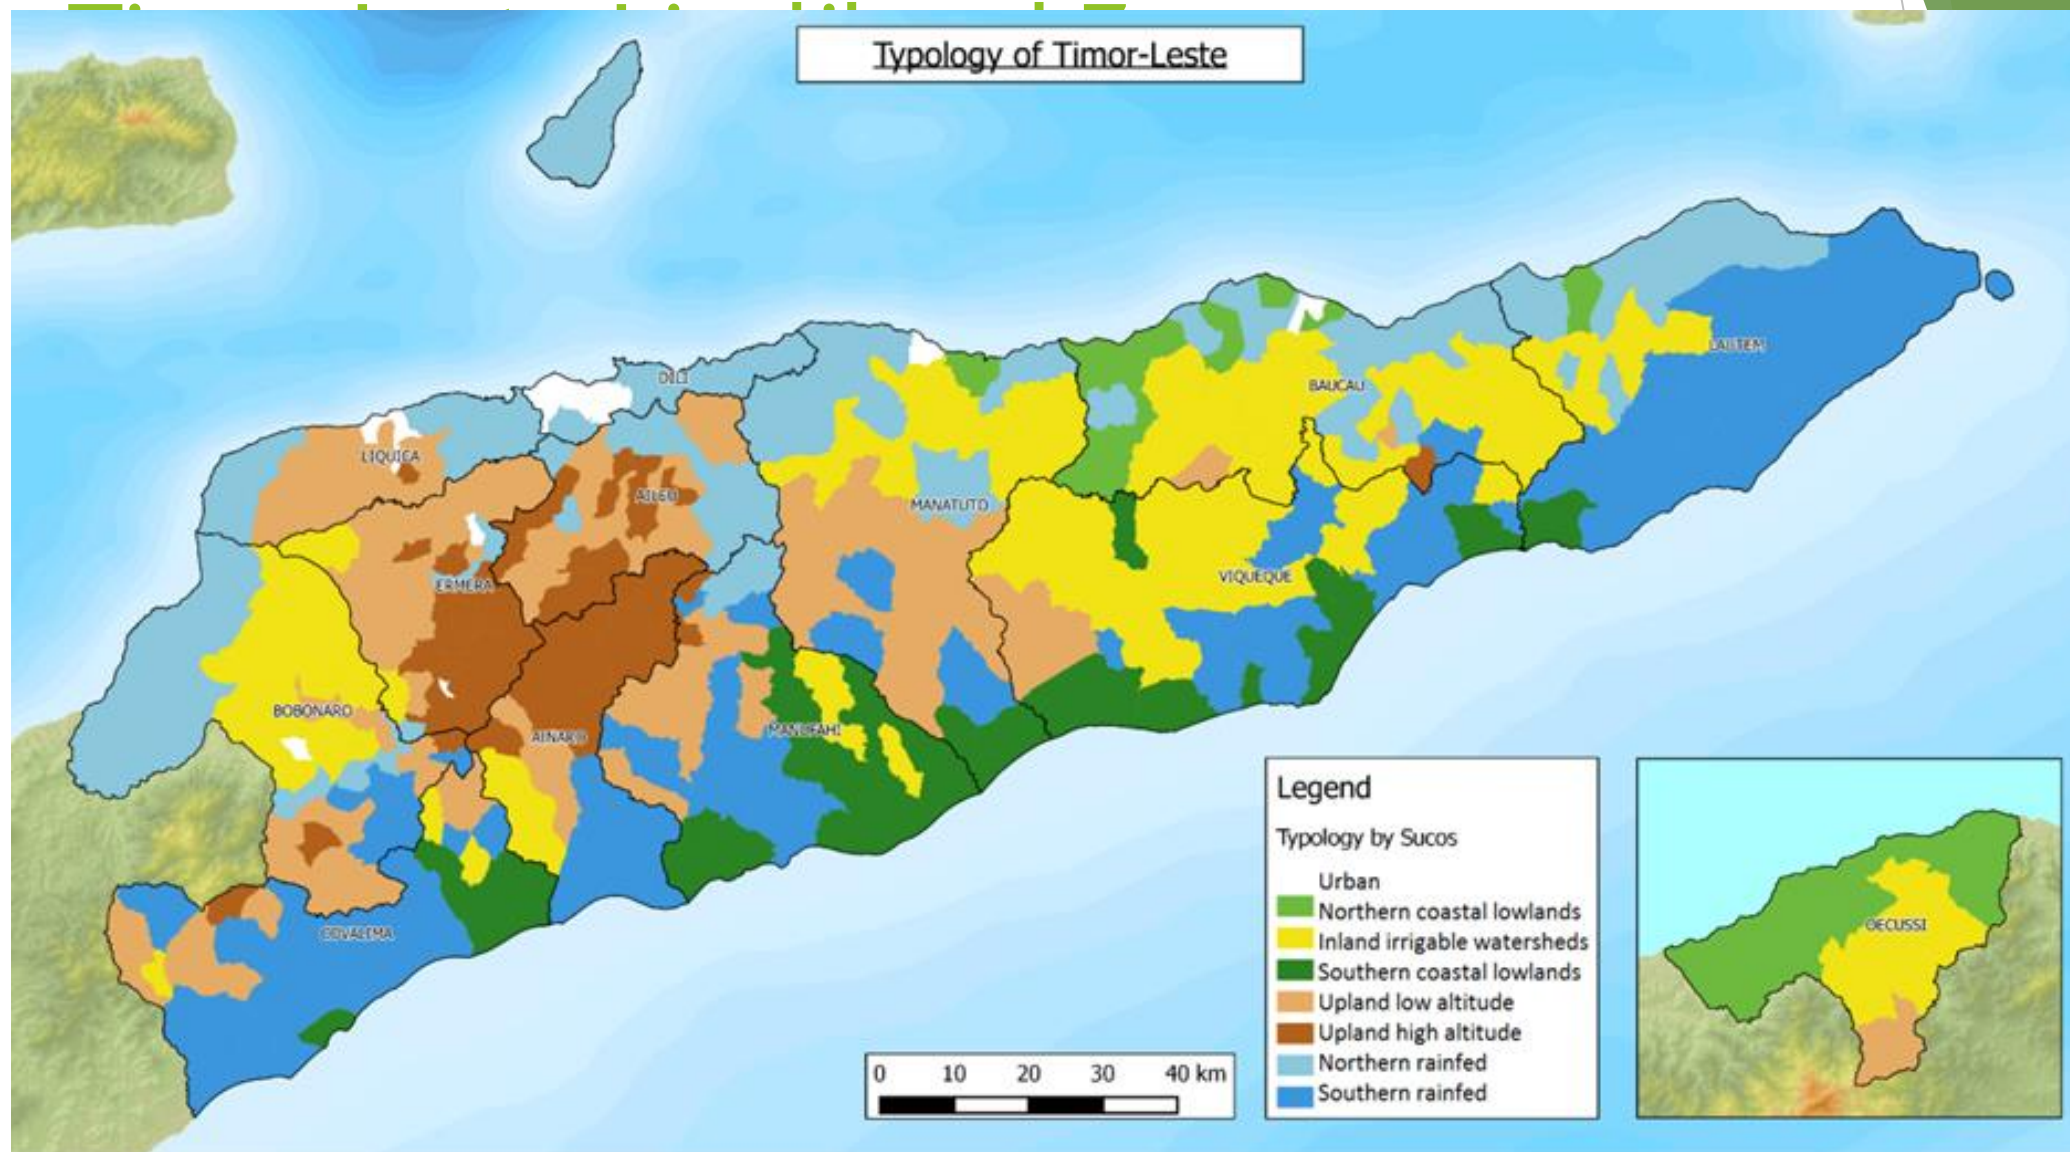 Typology of Timor-Leste
DILI
LAUTEM
BAUCAU
LIQUICA
AILEU
MANATUTO
ERMERA
VIQUEQUE
BOBONARO
AINARO
MANUFAHI
COVALIMA
Legend
Typology by Sucos
Urban
Northern coastal lowlands
Inland irrigable watersheds
Southern coastal lowlands
Upland low altitude
Upland high altitude
Northern rainfed
Southern rainfed
OECUSSI
0 10 20 30 40 km